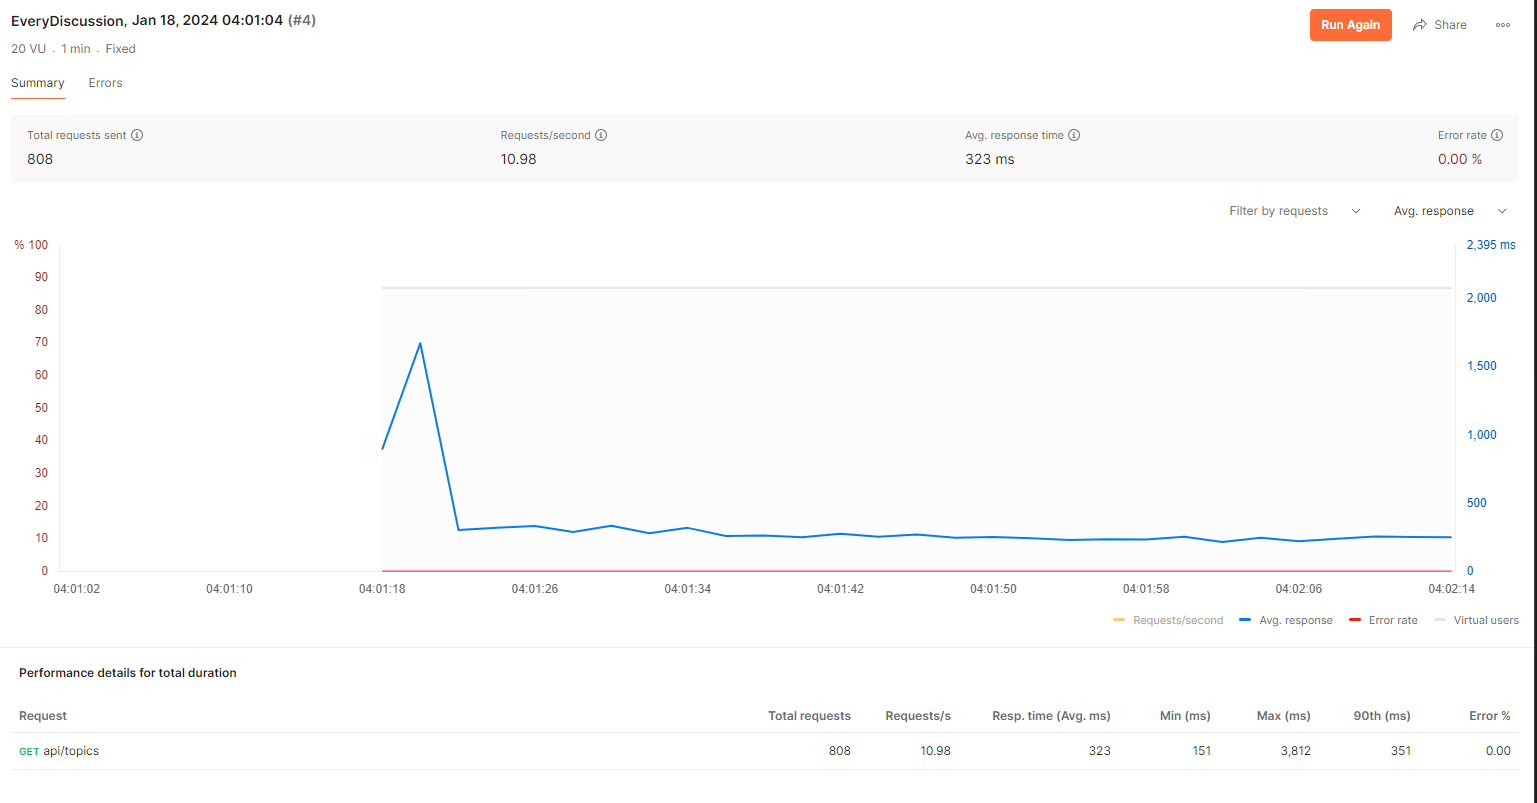 EveryDiscussion, Jan 18, 2024 04:01:04 (#4)
Run Again
Share
20 VU . 1 min . Fixed
Summary Errors
Total requests sent Requests/second Avg. response time Error rate
808 10.98 323 ms 0.00 %
Filter by requests Avg. response
% 100 2,395 ms
90
2,000
80
70
1,500
60
50
1,000
40
30
500
20
10
0 0
04:01:02 04:01:10 04:01:18 04:01:26 04:01:34 04:01:42 04:01:50 04:01:58 04:02:06 04:02:14
Requests/second Avg. response Error rate Virtual users
Performance details for total duration
Request Total requests Requests/s Resp. time (Avg. ms) Min (ms) Max (ms) 90th (ms) Error %
GET api/topics 808 10.98 323 151 3,812 351 0.00